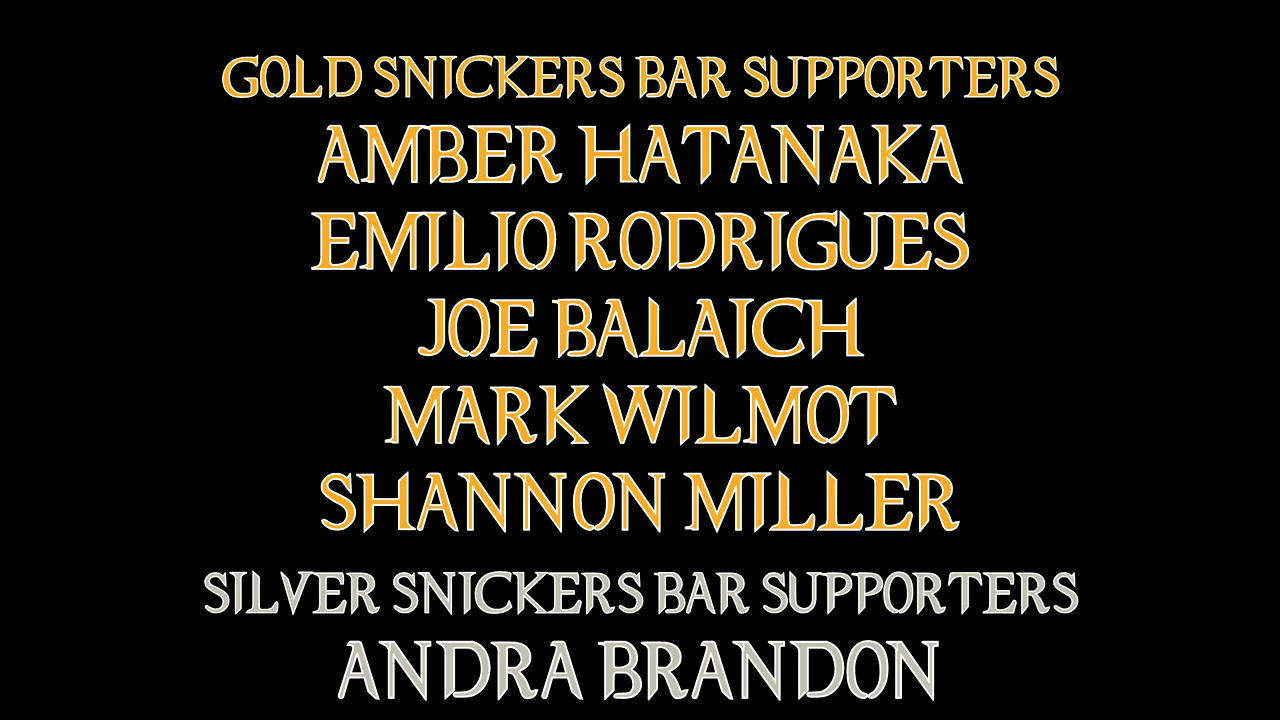 GOLD SNICKERS BAR SUPPORTERS
AMBER HATANAKA
EMILIO RODRIGUES
JOE BALAICH
MARK WILMOT
SHANNON MILLER
SILVER SNICKERS BAR SUPPORTERS
ANDRA BRANDON